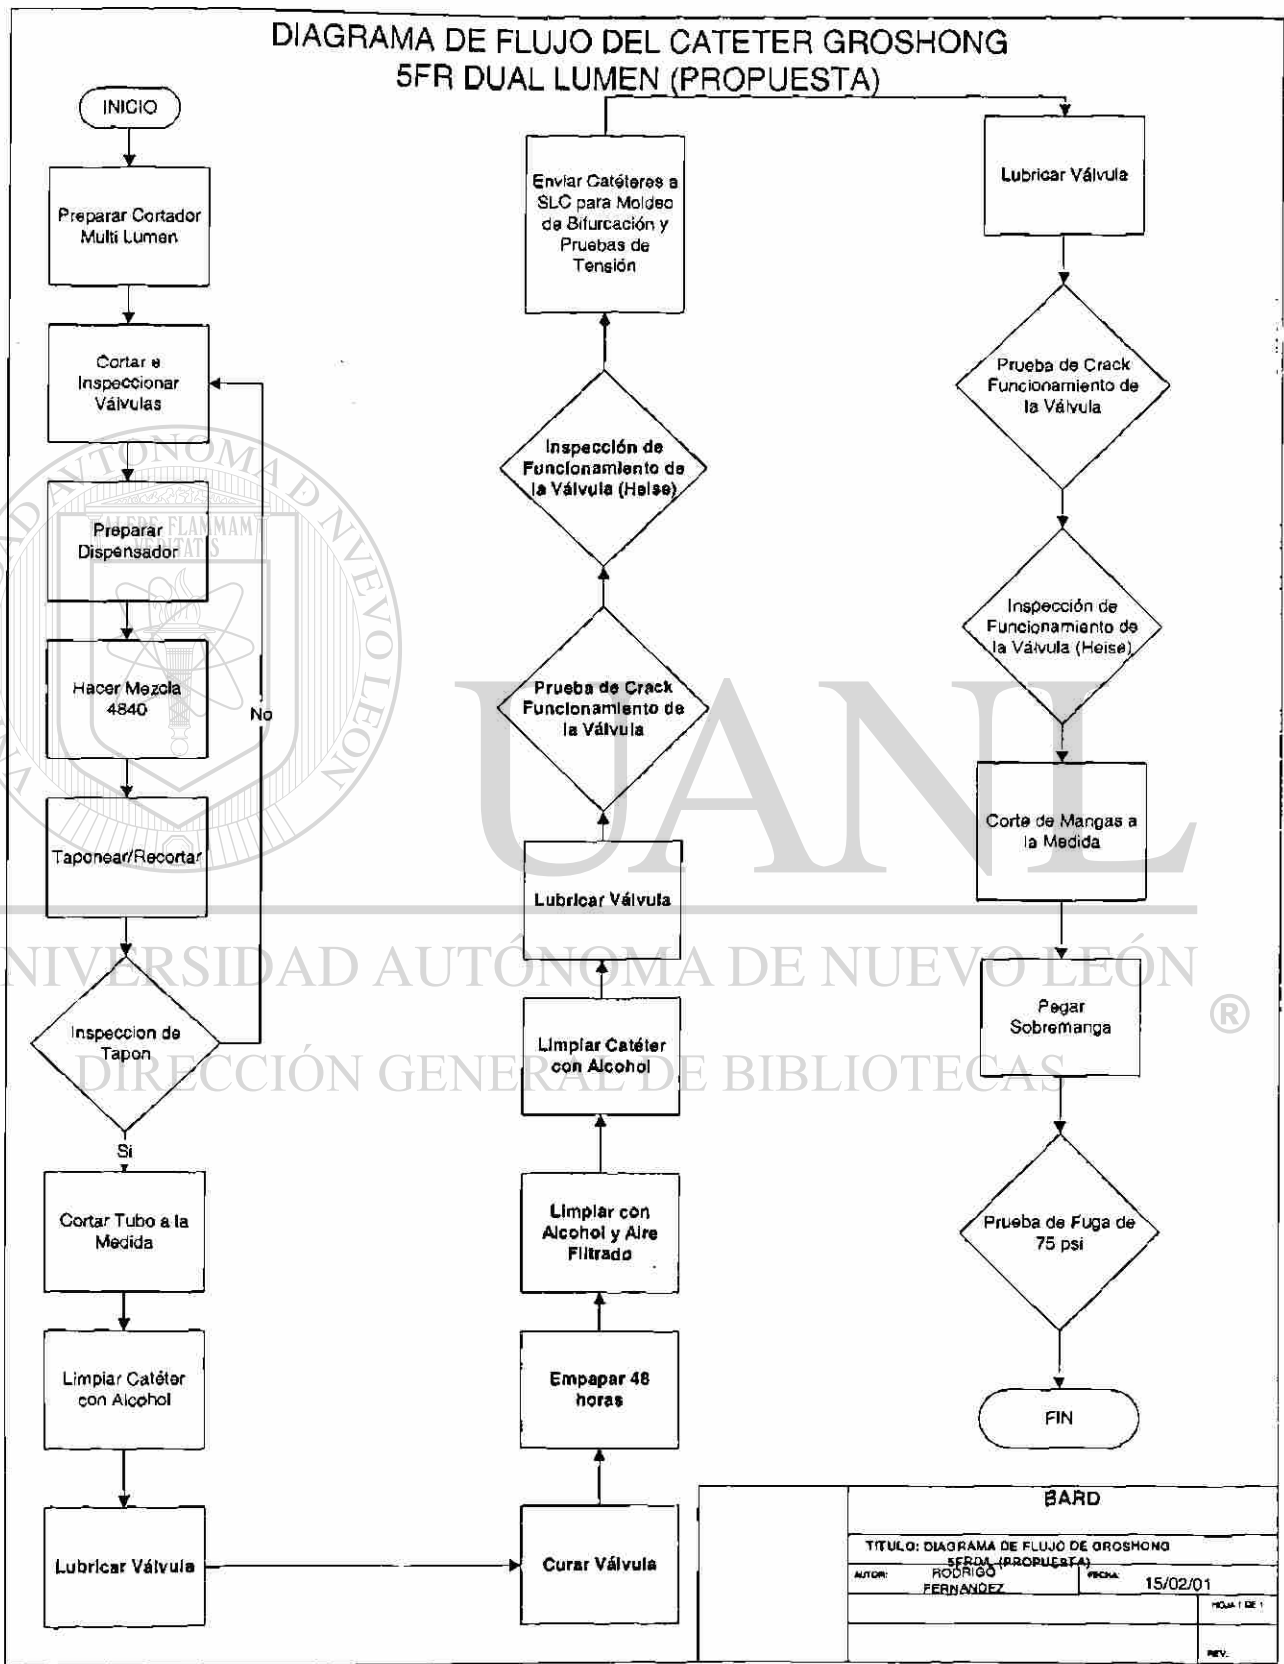 DIAGRAMA DE FLUJO DEL CATETER GROSHONG
5FR DUAL LUMEN (PROPUESTA)
INICIO
Preparar Cortador
Multi Lumen
Cortar e
Inspeccionar
Válvulas
Preparar
Dispensador
Hacer Mezcla
4840
No
Taponear/Recortar
Inspeccion de
Tapon
Si
Cortar Tubo a la
Medida
Limpiar Catéter
con Alcohol
Lubricar Válvula
Curar Válvula
Empapar 48
horas
Limpiar con
Alcohol y Aire
Filtrado
Limpiar Catéter
con Alcohol
Lubricar Válvula
Prueba de Crack
Funcionamiento de
la Válvula
Inspección de
Funcionamiento de
la Válvula (Heise)
Enviar Catéteres a
SLC para Moldeo
de Bifurcación y
Pruebas de
Tensión
Lubricar Válvula
Prueba de Crack
Funcionamiento de
la Válvula
Inspección de
Funcionamiento de
la Válvula (Heise)
Corte de Mangas a
la Medida
Pegar
Sobremanga
Prueba de Fuga de
75 psi
FIN
BARD
TITULO: DIAGRAMA DE FLUJO DE GROSHONG
(PROPUESTA)
AUTOR: RODRIGO
FERNANDEZ
FECHA: 15/02/01
HOJA 1 DE 1
REV.
ALERE FLAMMAM
VERITATIS
UANL
UNIVERSIDAD AUTÓNOMA DE NUEVO LEÓN
®
DIRECCIÓN GENERAL DE BIBLIOTECAS